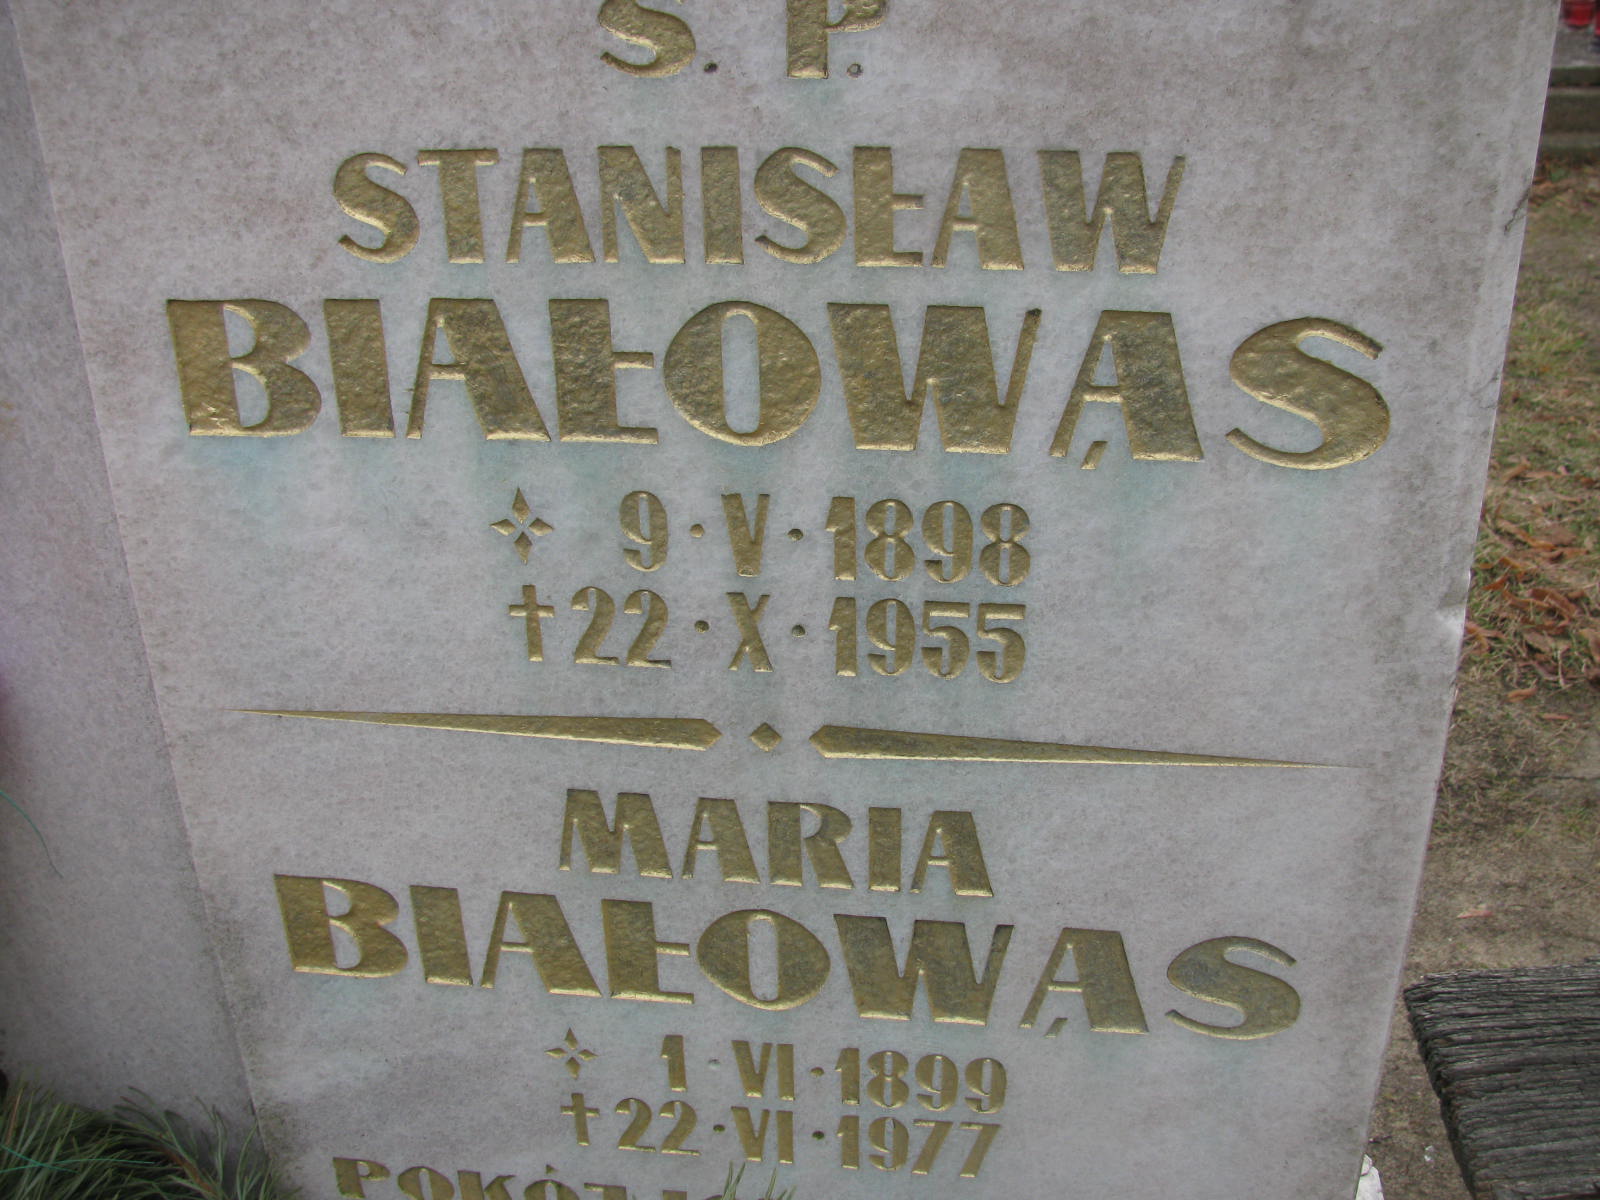 Ś. P.
STANISŁAW
BIAŁOWĄS
9·V·1898
†22·X·1955
MARIA
BIAŁOWĄS
1·VI·1899
†22·VI·1977